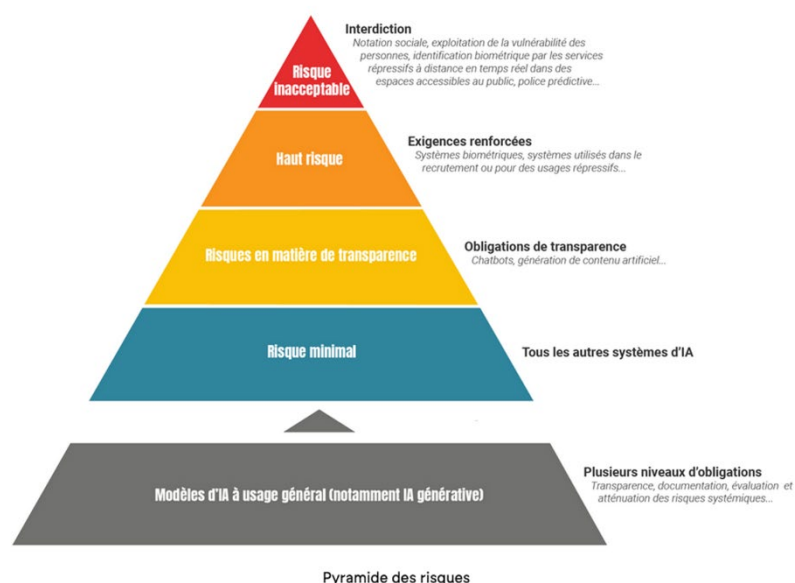 Interdiction
Notation sociale, exploitation de la vulnérabilité des
personnes, identification biométrique par les services
répressifs à distance en temps réel dans des
espaces accessibles au public, police prédictive...
Risque
inacceptable
Exigences renforcées
Systèmes biométriques, systèmes utilisés dans le
recrutement ou pour des usages répressifs...
Haut risque
Obligations de transparence
Chatbots, génération de contenu artificiel...
Risques en matière de transparence
Risque minimal
Tous les autres systèmes d'IA
Plusieurs niveaux d'obligations
Transparence, documentation, évaluation et
atténuation des risques systémiques...
Modèles d'IA à usage général (notamment IA générative)
Pyramide des risques